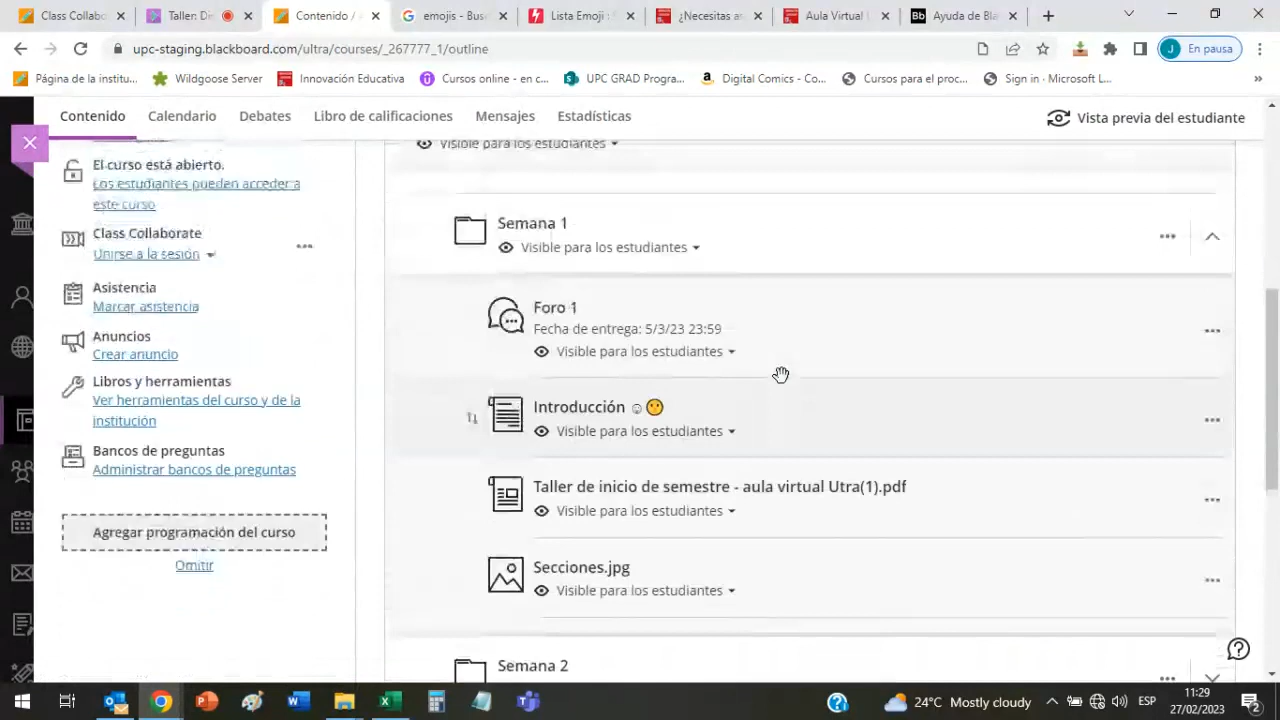 Class Collabo
Taller: D
Contenido /
emojis - Bus
Lista Emoji
¿Necesitas a
Aula Virtual
Bb
Ayuda de Bla
upc-staging.blackboard.com/ultra/courses/_267777_1/outline
J
En pausa
Página de la institu...
Wildgoose Server
Innovación Educativa
Cursos online - en c...
UPC GRAD Progra...
Digital Comics - Co...
Cursos para el proc...
Sign in · Microsoft L...
»
Contenido
Calendario
Debates
Libro de calificaciones
Mensajes
Estadísticas
Vista previa del estudiante
Visible para los estudiantes
El curso está abierto.
Los estudiantes pueden acceder a
este curso
Class Collaborate
Unirse a la sesión
Asistencia
Marcar asistencia
Anuncios
Crear anuncio
Libros y herramientas
Ver herramientas del curso y de la
institución
Bancos de preguntas
Administrar bancos de preguntas
Agregar programación del curso
Omitir
Semana 1
Visible para los estudiantes
Foro 1
Fecha de entrega: 5/3/23 23:59
Visible para los estudiantes
Introducción ☺😶
Visible para los estudiantes
Taller de inicio de semestre - aula virtual Utra(1).pdf
Visible para los estudiantes
Secciones.jpg
Visible para los estudiantes
Semana 2
24°C Mostly cloudy
ESP
11:29
27/02/2023
2